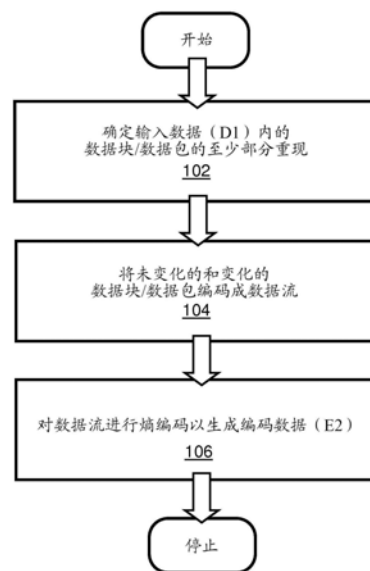 开始
确定输入数据（D1）内的
数据块/数据包的至少部分重现
102
将未变化的和变化的
数据块/数据包编码成数据流
104
对数据流进行熵编码以生成编码数据（E2）
106
停止